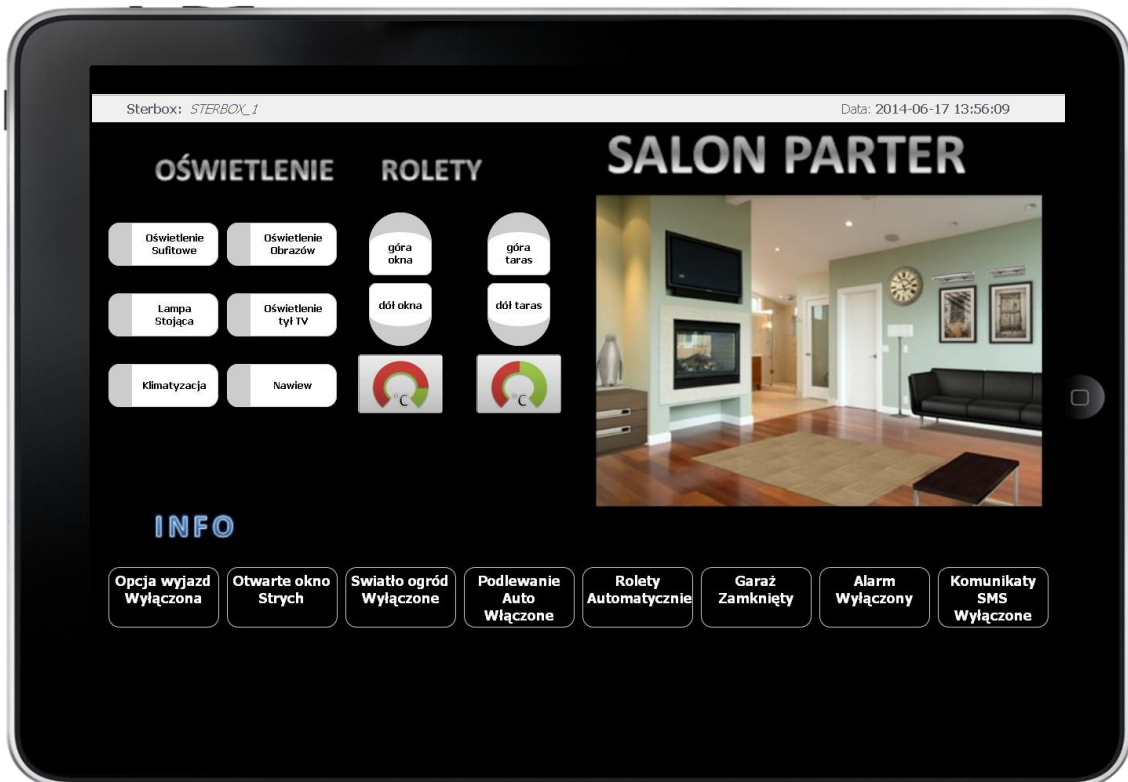 Sterbox: STERBOX_1
Data: 2014-06-17 13:56:09
OŚWIETLENIE
ROLETY
SALON PARTER
Oświetlenie
Sufitowe
Oświetlenie
Obrazów
góra
okna
góra
taras
Lampa
Stojąca
Oświetlenie
tył TV
dół okna
dół taras
Klimatyzacja
Nawiew
°C
°C
INFO
Opcja wyjazd
Wyłączona
Otwarte okno
Strych
Swiatło ogród
Wyłączone
Podlewanie
Auto
Włączone
Rolety
Automatycznie
Garaż
Zamknięty
Alarm
Wyłączony
Komunikaty
SMS
Wyłączone